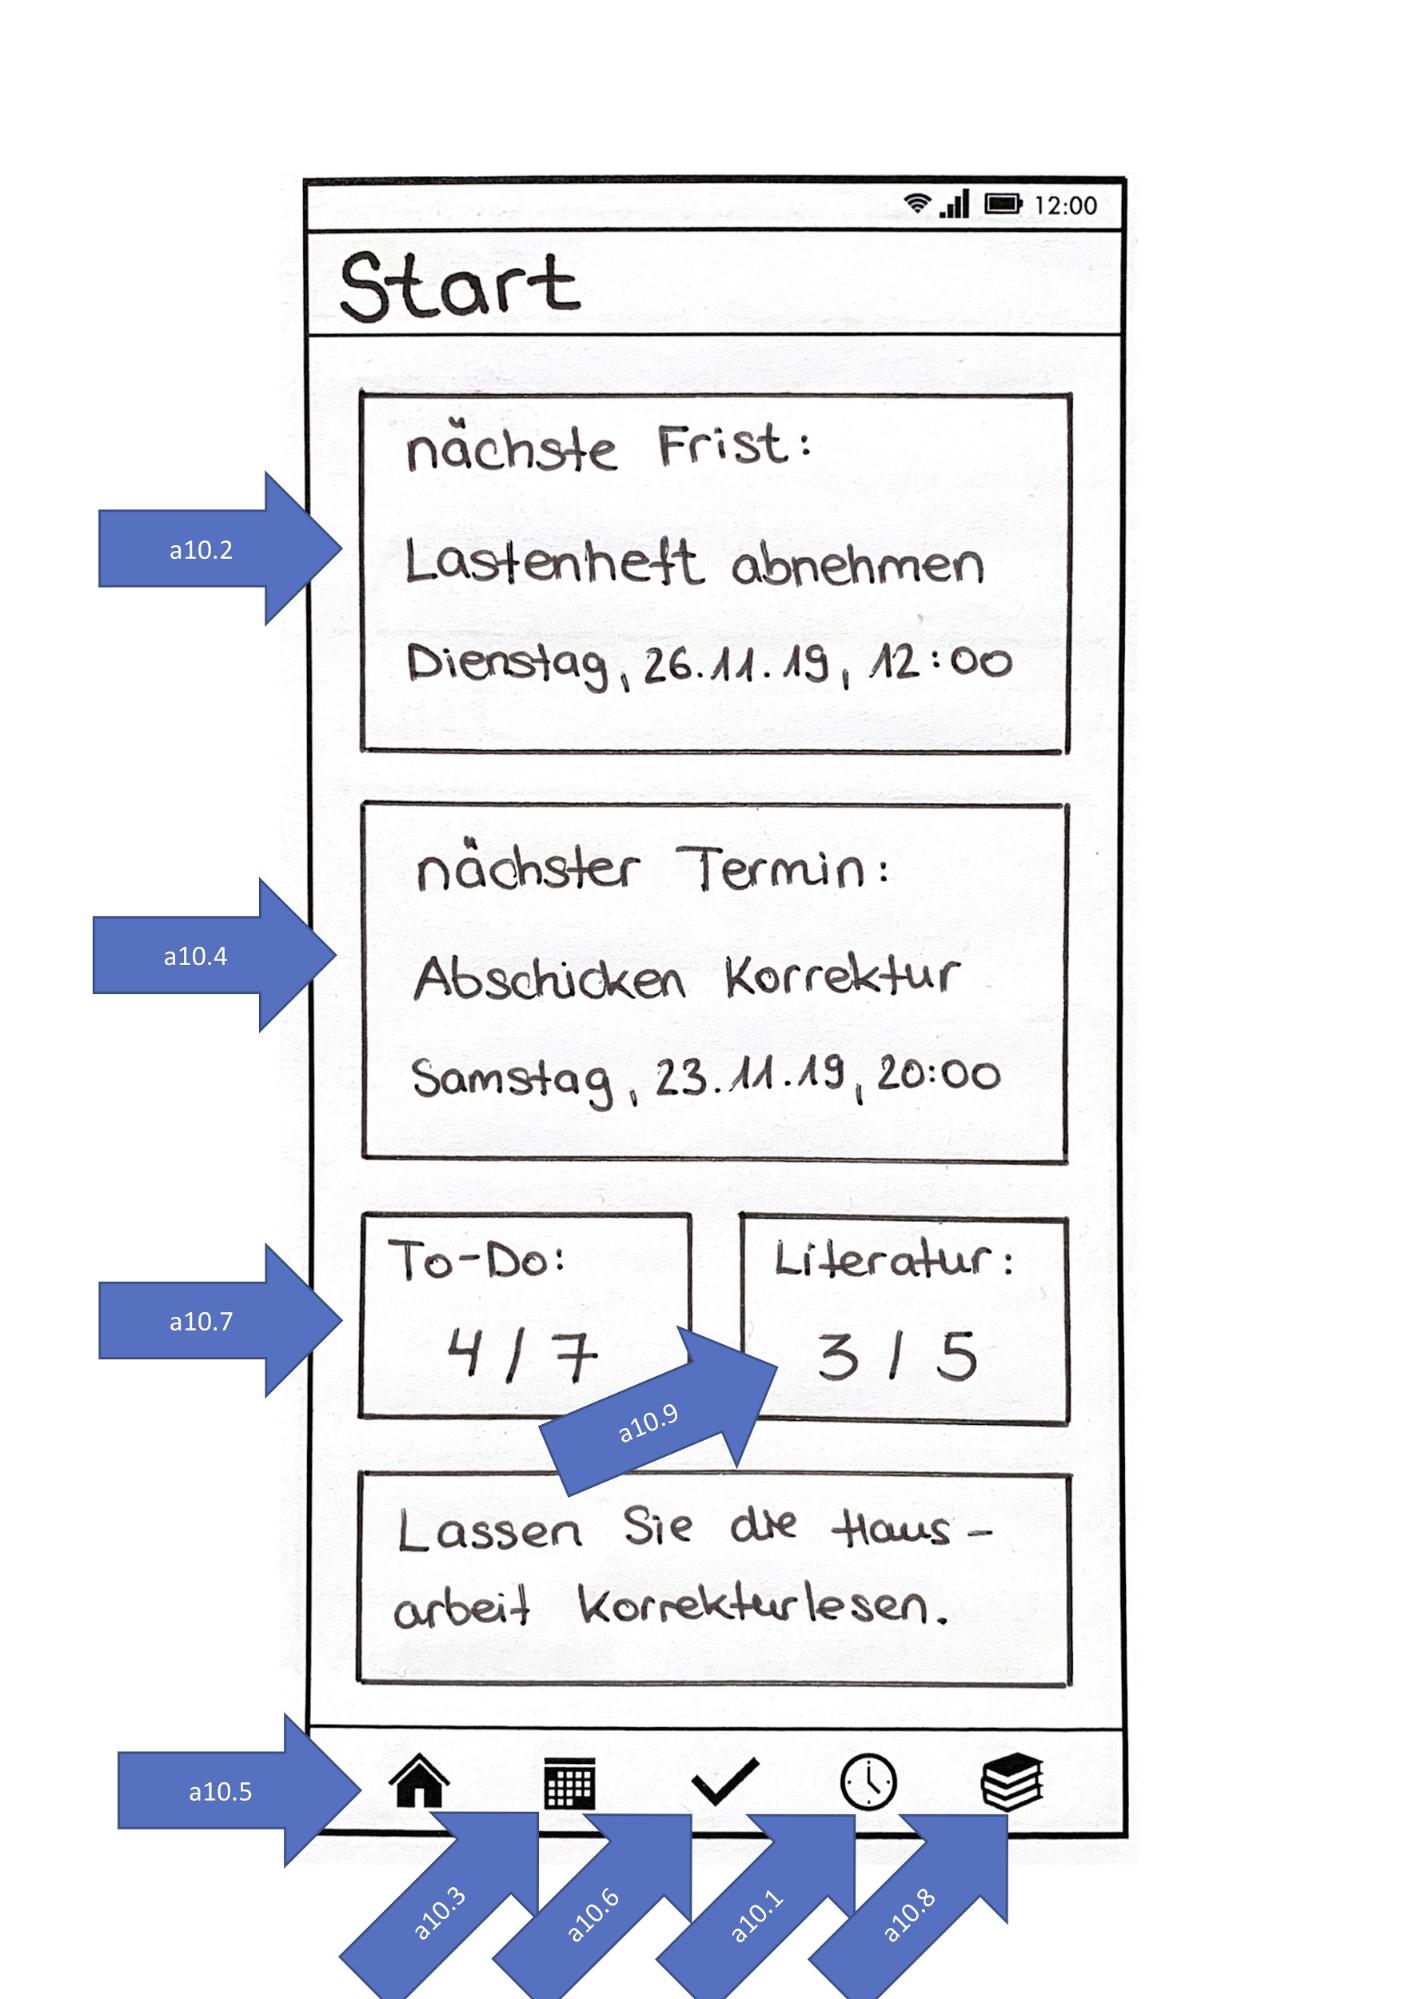 12:00
Start
nächste Frist:
a10.2
Lastenheft abnehmen
Dienstag, 26.11.19, 12:00
nächster Termin:
a10.4
Abschicken Korrektur
Samstag, 23.11.19, 20:00
To-Do:
Literatur:
a10.7
4/7
3/5
a10.9
Lassen Sie die Haus-
arbeit Korrekturlesen.
a10.5
a10.3
a10.6
a10.1
a10.8